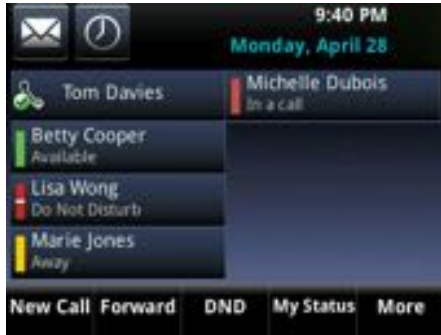 9:40 PM
Monday, April 28
Tom Davies
Michelle Dubois
In a call
Betty Cooper
Available
Lisa Wong
Do Not Disturb
Marie Jones
Away
New Call Forward DND My Status More